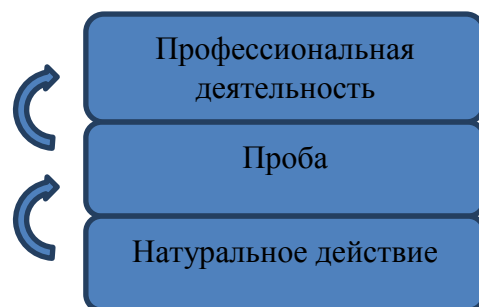 Профессиональная
деятельность
Проба
Натуральное действие